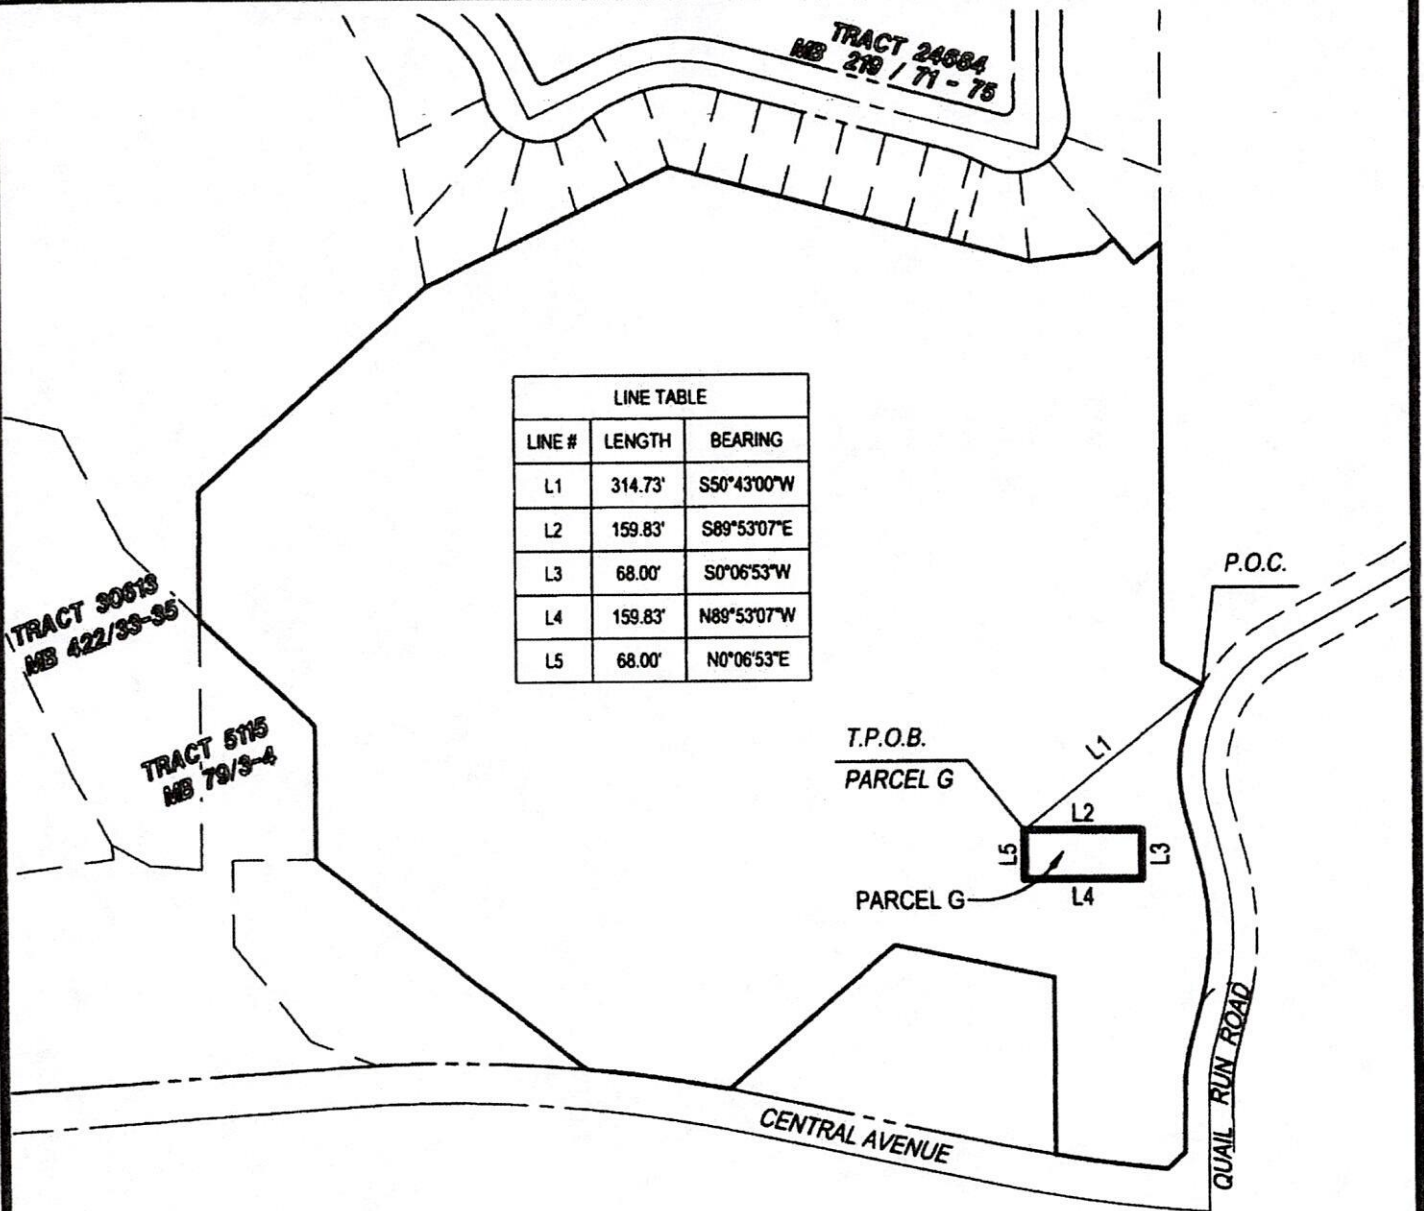 TRACT 24684
MB 219 / 71 - 75
LINE TABLE
LINE # LENGTH BEARING
L1 314.73' S50°43'00"W
L2 159.83' S89°53'07"E
L3 68.00' S0°06'53"W
L4 159.83' N89°53'07"W
L5 68.00' N0°06'53"E
P.O.C.
TRACT 30613
MB 422/33-35
TRACT 5115
MB 79/3-4
T.P.O.B.
PARCEL G
L1
L2
L5
L3
PARCEL G
L4
QUAIL RUN ROAD
CENTRAL AVENUE